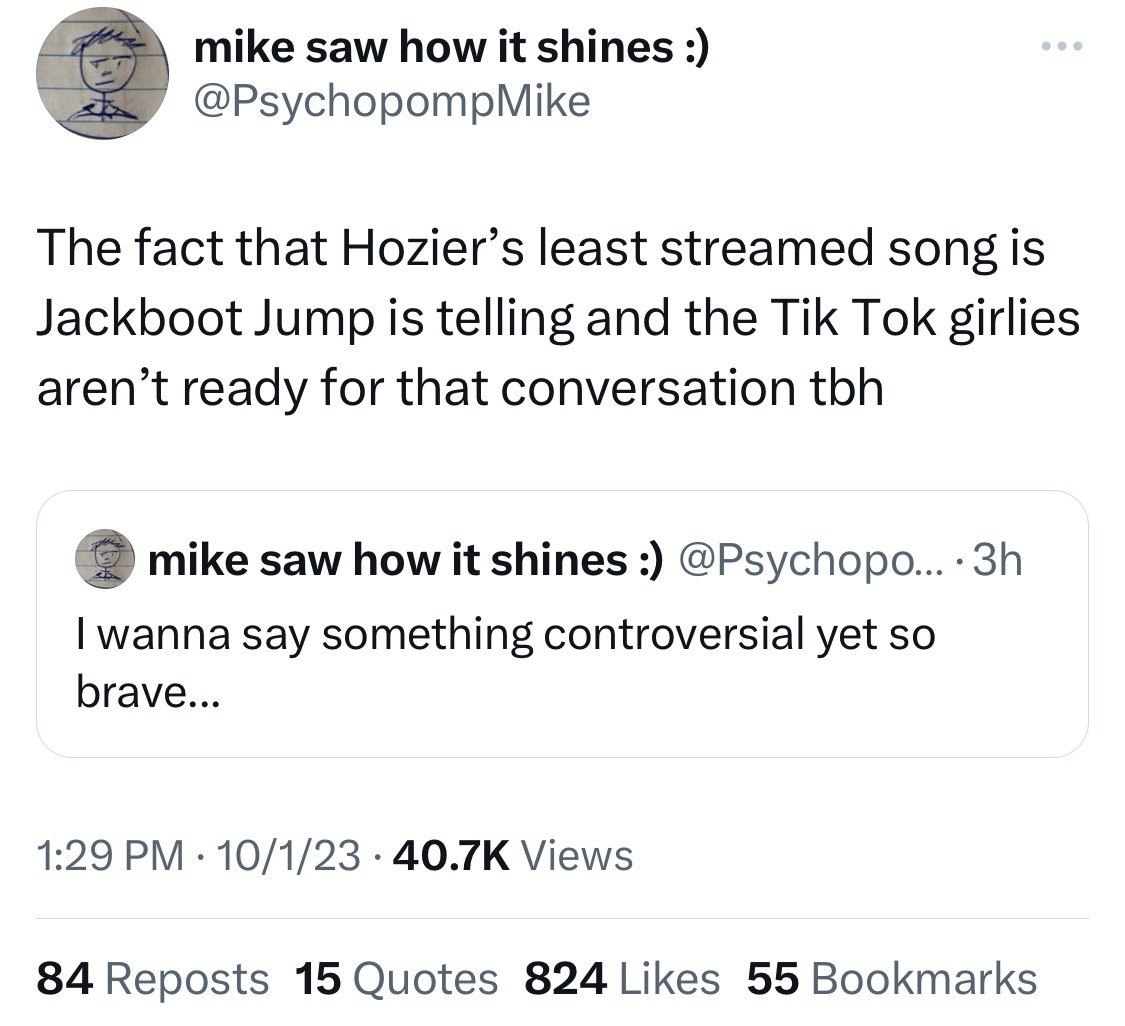 mike saw how it shines :)
@PsychopompMike
The fact that Hozier’s least streamed song is
Jackboot Jump is telling and the Tik Tok girlies
aren’t ready for that conversation tbh
mike saw how it shines :) @Psychopo... · 3h
I wanna say something controversial yet so
brave...
1:29 PM · 10/1/23 · 40.7K Views
84 Reposts 15 Quotes 824 Likes 55 Bookmarks